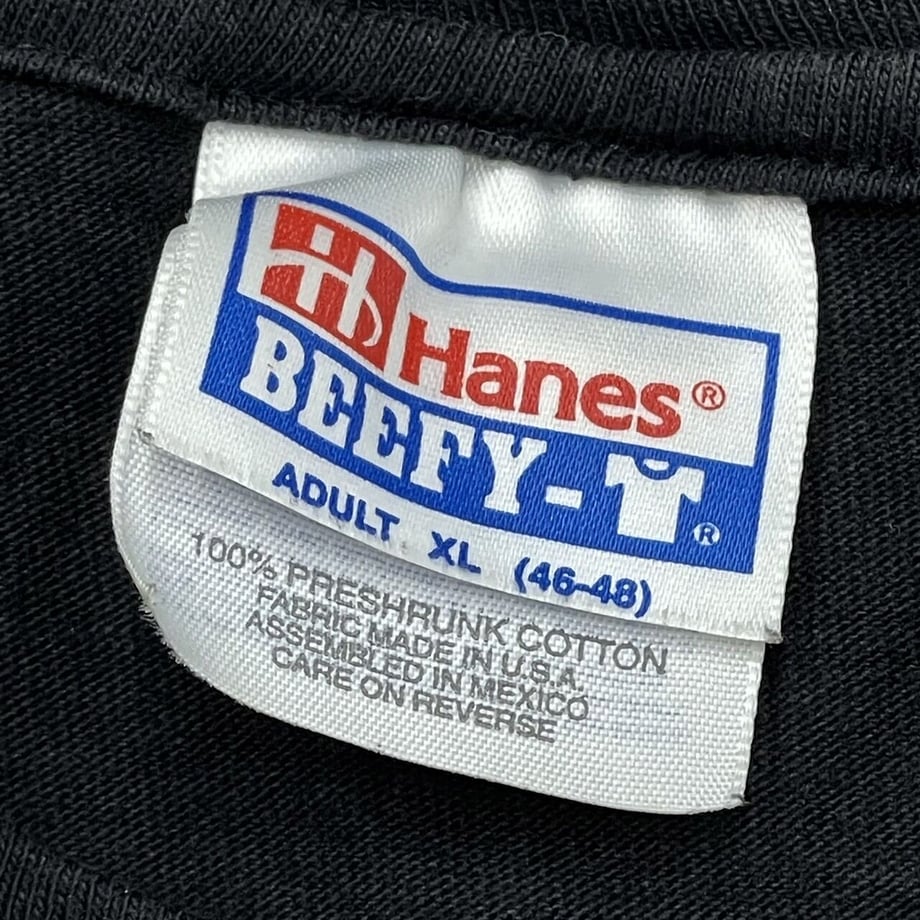 Hanes®
BEEFY-®
ADULT XL (46-48)
100% PRESHRUNK COTTON
FABRIC MADE IN U.S.A.
ASSEMBLED IN MEXICO
CARE ON REVERSE